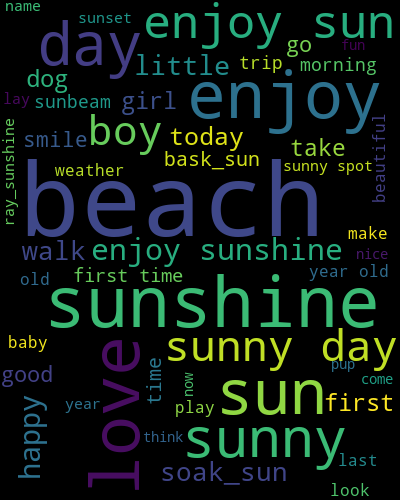 name
sunset
enjoy sun
day
go
fun
little
trip
morning
dog
enjoy
lay
sunbeam
girl
ray_sunshine
boy
today
beautiful
smile
take
bask_sun
weather
sunny spot
beach
make
walk
enjoy sunshine
nice
old
first time
year old
sunshine
baby
love
sunny day
good
time
pup
now
sun
come
happy
year
play
first
think
sunny
last
soak_sun
look